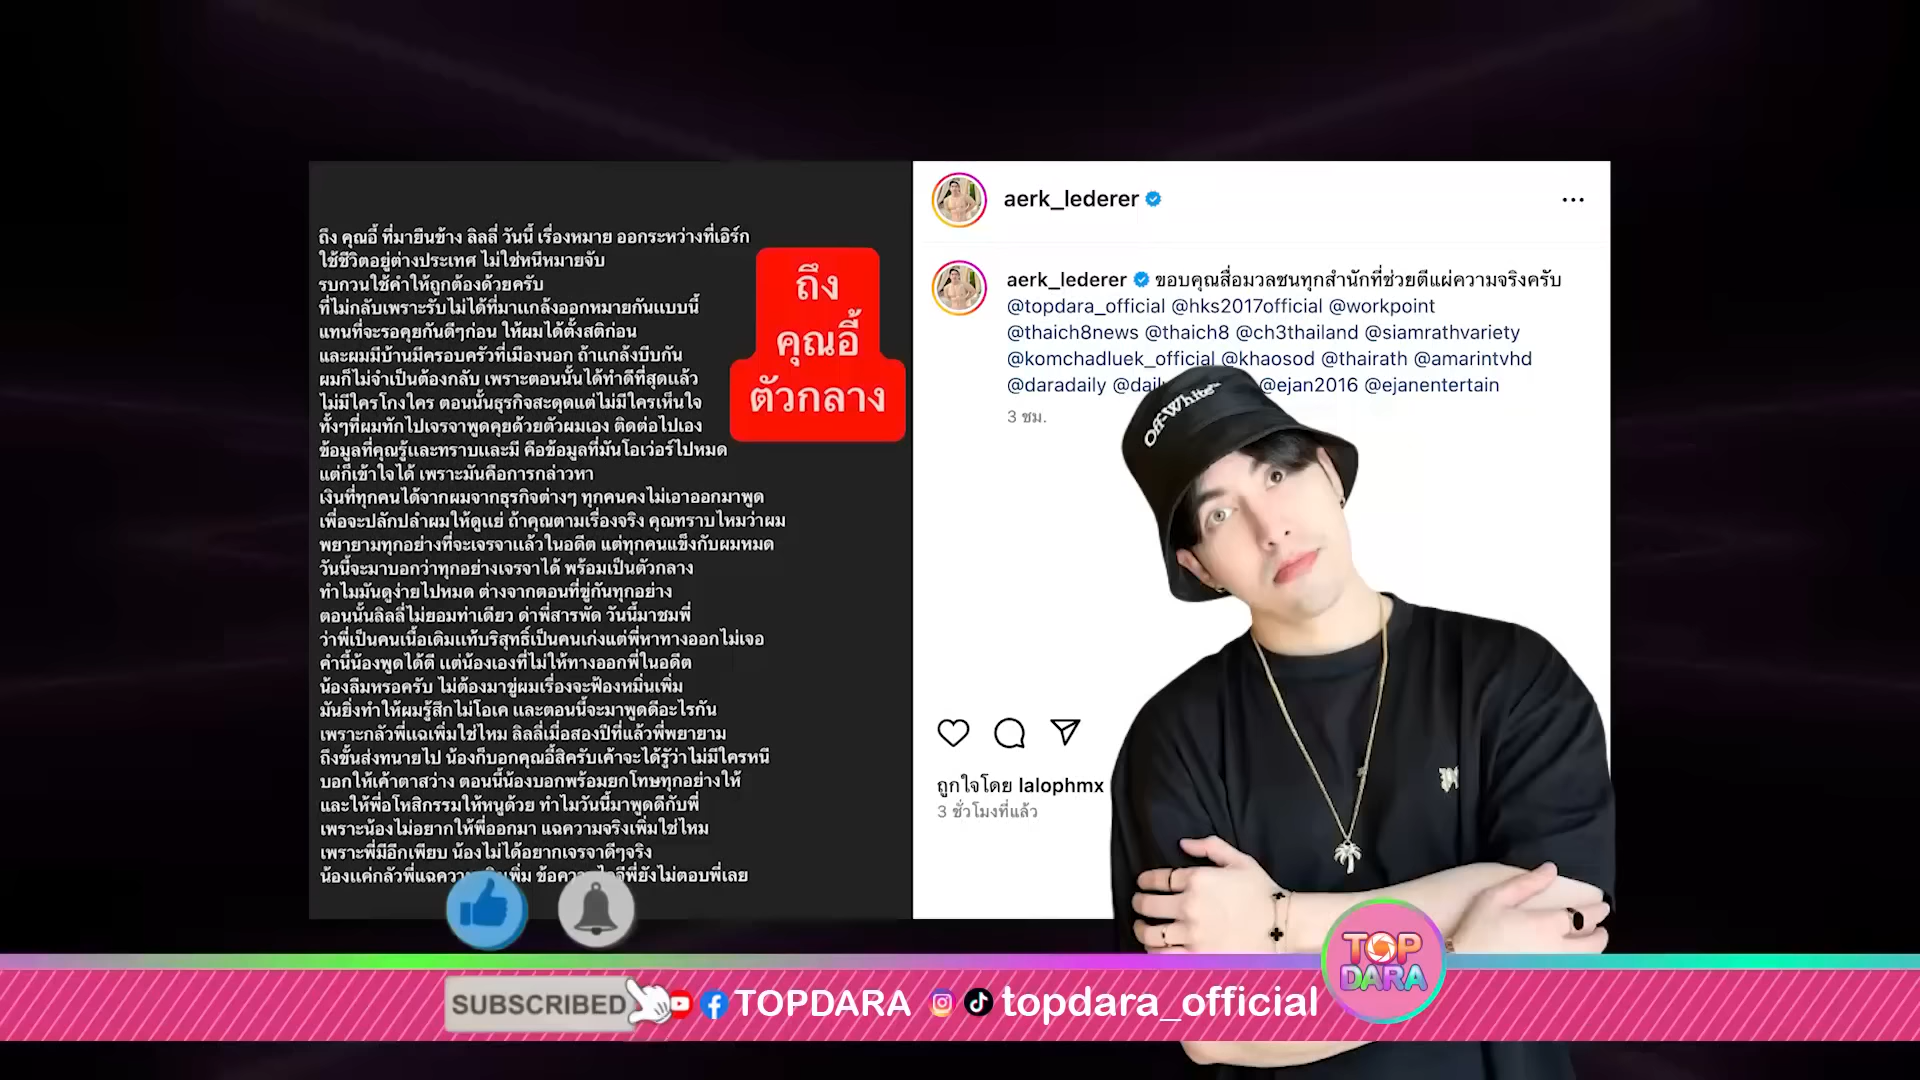 ถึง คุณอี้ ที่มายืนข้าง ลิลลี่ วันนี้ เรื่องหมาย ออกระหว่างที่เอิร์ก
ใช้ชีวิตอยู่ต่างประเทศ ไม่ใช่หนีหมายจับ
รบกวนใช้คำให้ถูกต้องด้วยครับ
ที่ไม่กลับเพราะรับไม่ได้ที่มาแกล้งออกหมายกันแบบนี้
แทนที่จะรอคุยกันดีๆก่อน ให้ผมได้ตั้งสติก่อน
และผมมีบ้านมีครอบครัวที่เมืองนอก ถ้าแกล้งบีบกัน
ผมก็ไม่จำเป็นต้องกลับ เพราะตอนนั้นได้ทำดีที่สุดแล้ว
ไม่มีใครโกงใคร ตอนนั้นธุรกิจสะดุดแต่ไม่มีใครเห็นใจ
ทั้งๆที่ผมทักไปเจรจาพูดคุยด้วยตัวผมเอง ติดต่อไปเอง
ข้อมูลที่คุณรู้และทราบและมี คือข้อมูลที่มันโอเว่อร์ไปหมด
แต่ก็เข้าใจได้ เพราะมันคือการกล่าวหา
เงินที่ทุกคนได้จากผมจากธุรกิจต่างๆ ทุกคนคงไม่เอาออกมาพูด
เพื่อจะปลักปลำผมให้ดูแย่ ถ้าคุณตามเรื่องจริง คุณทราบไหมว่าผม
พยายามทุกอย่างที่จะเจรจาแล้วในอดีต แต่ทุกคนแข็งกับผมหมด
วันนี้จะมาบอกว่าทุกอย่างเจรจาได้ พร้อมเป็นตัวกลาง
ทำไมมันดูง่ายไปหมด ต่างจากตอนที่ขู่กันทุกอย่าง
ตอนนั้นลิลลี่ไม่ยอมท่าเดียว ด่าพี่สารพัด วันนี้มาชมพี่
ว่าพี่เป็นคนเนื้อเดิมแท้บริสุทธิ์เป็นคนเก่งแต่พี่หาทางออกไม่เจอ
คำนี้น้องพูดได้ดี แต่น้องเองที่ไม่ให้ทางออกพี่ในอดีต
น้องลืมหรอครับ ไม่ต้องมาขู่ผมเรื่องจะฟ้องหมิ่นเพิ่ม
มันยิ่งทำให้ผมรู้สึกไม่โอเค และตอนนี้จะมาพูดดีอะไรกัน
เพราะกลัวพี่แฉเพิ่มใช่ไหม ลิลลี่เมื่อสองปีที่แล้วพี่พยายาม
ถึงขั้นส่งทนายไป น้องก็บอกคุณอี้สิครับเค้าจะได้รู้ว่าไม่มีใครหนี
บอกให้เค้าตาสว่าง ตอนนี้น้องบอกพร้อมยกโทษทุกอย่างให้
และให้พี่อโหสิกรรมให้หนูด้วย ทำไมวันนี้มาพูดดีกับพี่
เพราะน้องไม่อยากให้พี่ออกมา แฉความจริงเพิ่มใช่ไหม
เพราะพี่มีอีกเพียบ น้องไม่ได้อยากเจรจาดีๆจริง
น้องแค่กลัวพี่แฉความ เพิ่ม ข้อความ พี่ยังไม่ตอบพี่เลย
ถึง
คุณอี้
ตัวกลาง
aerk_lederer
aerk_lederer ขอบคุณสื่อมวลชนทุกสำนักที่ช่วยตีแผ่ความจริงครับ
@topdara_official @hks2017official @workpoint
@thaich8news @thaich8 @ch3thailand @siamrathvariety
@komchadluek_official @khaosod @thairath @amarintvhd
@daradaily @ejan2016 @ejanentertain
3 ชม.
Off-White™
ถูกใจโดย lalophmx
3 ชั่วโมงที่แล้ว
TOP
DARA
SUBSCRIBED TOPDARA topdara_official